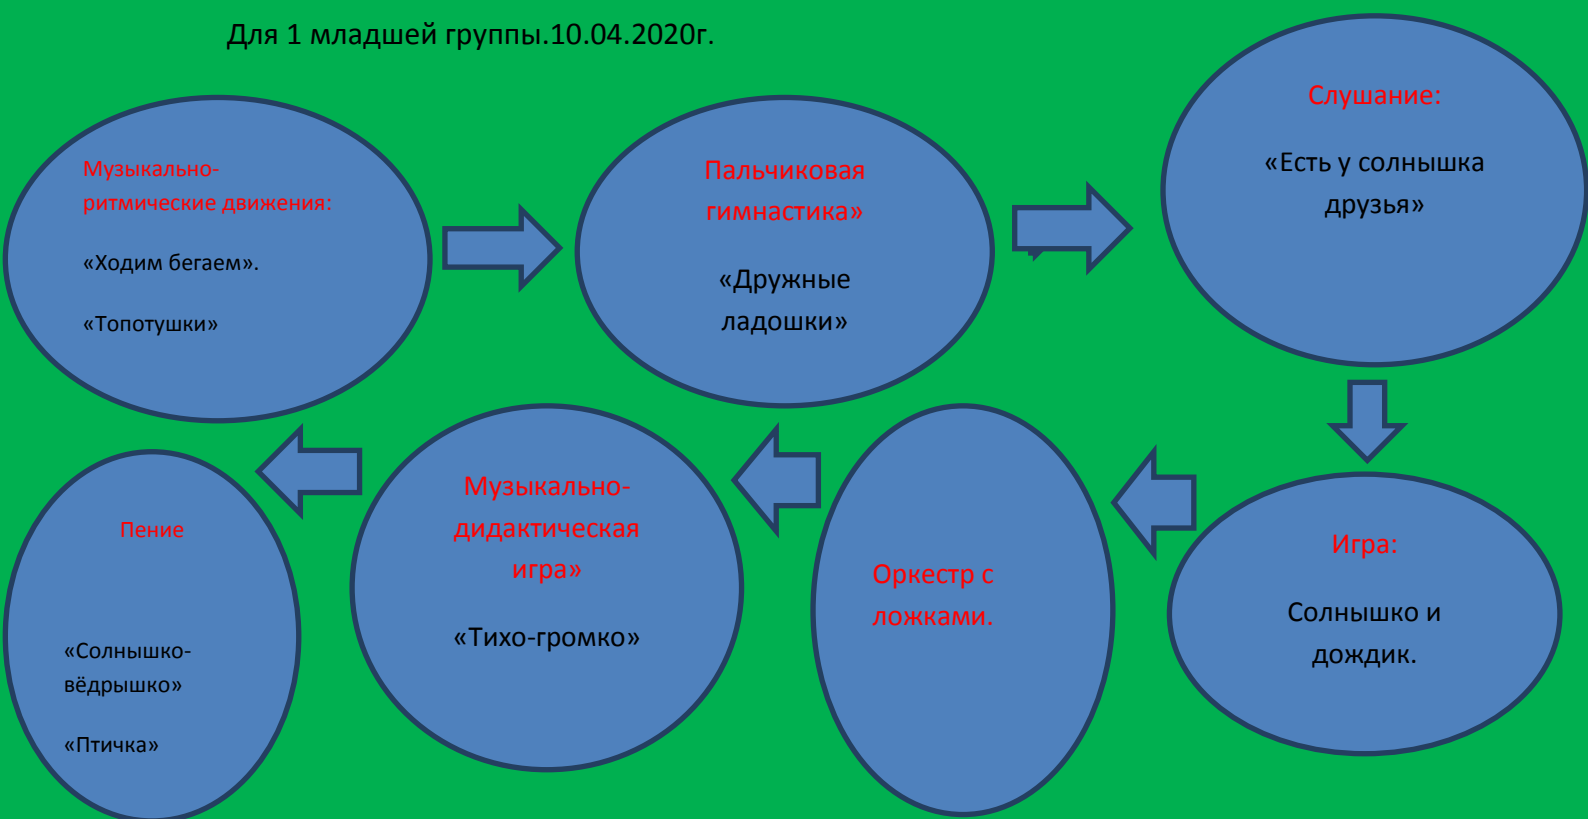 Для 1 младшей группы.10.04.2020г.
Музыкально-
ритмические движения:
«Ходим бегаем».
«Топотушки»
Пальчиковая
гимнастика»
«Дружные
ладошки»
Слушание:
«Есть у солнышка
друзья»
Игра:
Солнышко и
дождик.
Оркестр с
ложками.
Музыкально-
дидактическая
игра»
«Тихо-громко»
Пение
«Солнышко-
вёдрышко»
«Птичка»